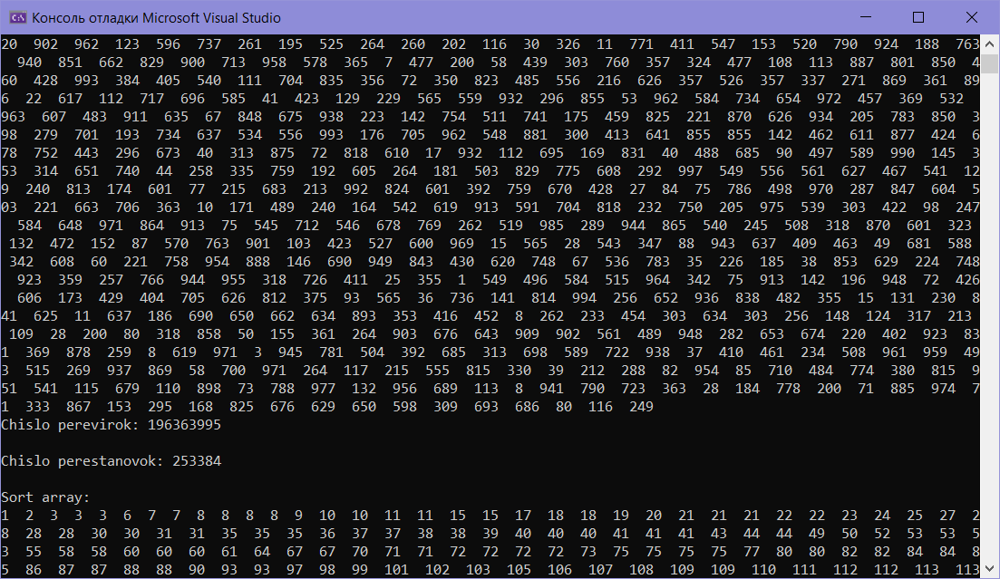 Консоль отладки Microsoft Visual Studio
20 902 962 123 596 737 261 195 525 264 260 202 116 30 326 11 771 411 547 153 520 790 924 188 763
940 851 662 829 900 713 958 578 365 7 477 200 58 439 303 760 357 324 477 108 113 887 801 850 4
60 428 993 384 405 540 111 704 835 356 72 350 823 485 556 216 626 357 526 357 337 271 869 361 89
6 22 617 112 717 696 585 41 423 129 229 565 559 932 296 855 53 962 584 734 654 972 457 369 532
963 607 483 911 635 67 848 675 938 223 142 754 511 741 175 459 825 221 870 626 934 205 783 850 3
98 279 701 193 734 637 534 556 993 176 705 962 548 881 300 413 641 855 855 142 462 611 877 424 6
78 752 443 296 673 40 313 875 72 818 610 17 932 112 695 169 831 40 488 685 90 497 589 990 145 3
53 314 651 740 44 258 335 759 192 605 264 181 503 829 775 608 292 997 549 556 561 627 467 541 12
9 240 813 174 601 77 215 683 213 992 824 601 392 759 670 428 27 84 75 786 498 970 287 847 604 5
03 221 663 706 363 10 171 489 240 164 542 619 913 591 704 818 232 750 205 975 539 303 422 98 247
584 648 971 864 913 75 545 712 546 678 769 262 519 985 289 944 865 540 245 508 318 870 601 323
132 472 152 87 570 763 901 103 423 527 600 969 15 565 28 543 347 88 943 637 409 463 49 681 588
342 608 60 221 758 954 888 146 690 949 843 430 620 748 67 536 783 35 226 185 38 853 629 224 748
923 359 257 766 944 955 318 726 411 25 355 1 549 496 584 515 964 342 75 913 142 196 948 72 426
606 173 429 404 705 626 812 375 93 565 36 736 141 814 994 256 652 936 838 482 355 15 131 230 8
41 625 11 637 186 690 650 662 634 893 353 416 452 8 262 233 454 303 634 303 256 148 124 317 213
109 28 200 80 318 858 50 155 361 264 903 676 643 909 902 561 489 948 282 653 674 220 402 923 83
1 369 878 259 8 619 971 3 945 781 504 392 685 313 698 589 722 938 37 410 461 234 508 961 959 49
3 515 269 937 869 58 700 971 264 117 215 555 815 330 39 212 288 82 954 85 710 484 774 380 815 9
51 541 115 679 110 898 73 788 977 132 956 689 113 8 941 790 723 363 28 184 778 200 71 885 974 7
1 333 867 153 295 168 825 676 629 650 598 309 693 686 80 116 249
Chislo perevirok: 196363995
Chislo perestanovok: 253384
Sort array:
1 2 3 3 3 6 7 7 8 8 8 8 9 10 10 11 11 15 15 17 18 18 19 20 21 21 21 22 22 23 24 25 27 2
8 28 28 30 30 31 31 35 35 35 36 37 37 38 38 39 40 40 40 41 41 41 43 44 44 49 50 52 53 53 5
3 55 58 58 60 60 60 61 64 67 67 70 71 71 72 72 72 72 73 75 75 75 75 77 80 80 82 82 84 84 8
5 86 87 87 88 88 90 93 93 97 98 99 101 102 103 105 106 107 108 109 109 110 111 112 112 113 113